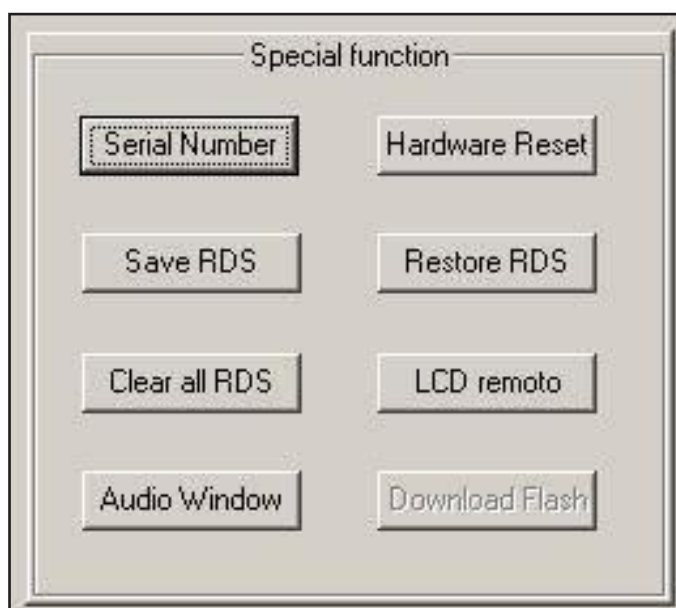 Special function
Serial Number Hardware Reset
Save RDS Restore RDS
Clear all RDS LCD remoto
Audio Window Download Flash